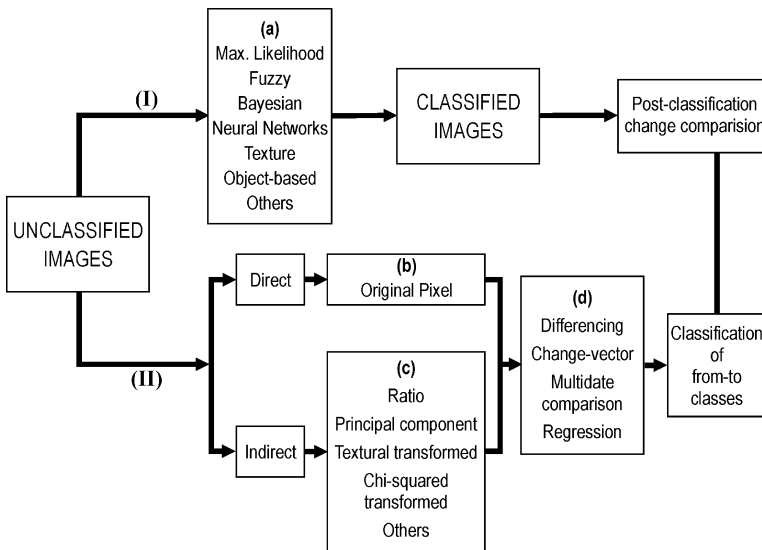 (a)
Max. Likelihood
Fuzzy
Bayesian
Neural Networks
Texture
Object-based
Others
(I)
CLASSIFIED
IMAGES
Post-classification
change comparision
UNCLASSIFIED
IMAGES
(II)
Direct
(b)
Original Pixel
Indirect
(c)
Ratio
Principal component
Textural transformed
Chi-squared
transformed
Others
(d)
Differencing
Change-vector
Multidate
comparison
Regression
Classification
of
from-to
classes